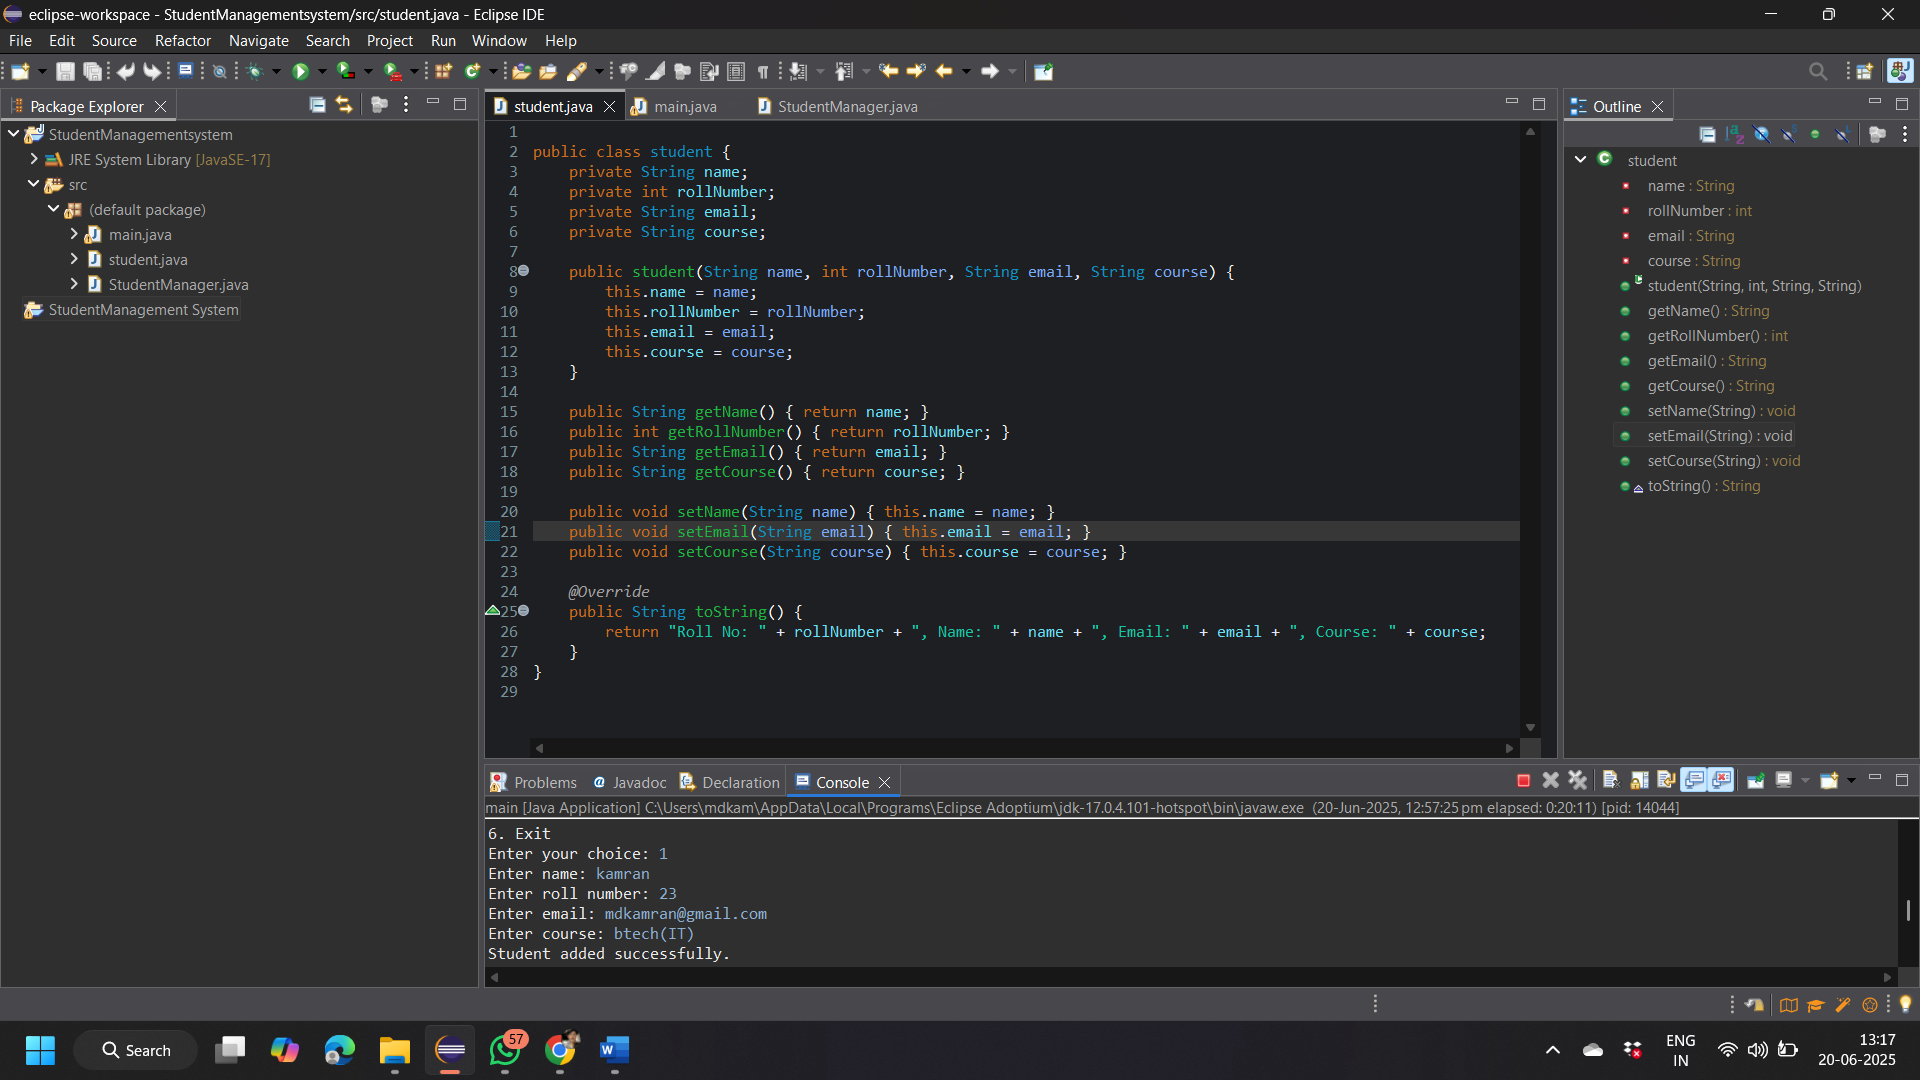 eclipse-workspace - StudentManagementsystem/src/student.java - Eclipse IDE
File Edit Source Refactor Navigate Search Project Run Window Help
Package Explorer
StudentManagementsystem
JRE System Library [JavaSE-17]
src
(default package)
main.java
student.java
StudentManager.java
StudentManagement System
student.java main.java StudentManager.java
1
2 public class student {
3 private String name;
4 private int rollNumber;
5 private String email;
6 private String course;
7
8 public student(String name, int rollNumber, String email, String course) {
9 this.name = name;
10 this.rollNumber = rollNumber;
11 this.email = email;
12 this.course = course;
13 }
14
15 public String getName() { return name; }
16 public int getRollNumber() { return rollNumber; }
17 public String getEmail() { return email; }
18 public String getCourse() { return course; }
19
20 public void setName(String name) { this.name = name; }
21 public void setEmail(String email) { this.email = email; }
22 public void setCourse(String course) { this.course = course; }
23
24 @Override
25 public String toString() {
26 return "Roll No: " + rollNumber + ", Name: " + name + ", Email: " + email + ", Course: " + course;
27 }
28 }
29
Outline
student
name : String
rollNumber : int
email : String
course : String
student(String, int, String, String)
getName() : String
getRollNumber() : int
getEmail() : String
getCourse() : String
setName(String) : void
setEmail(String) : void
setCourse(String) : void
toString() : String
Problems Javadoc Declaration Console
main [Java Application] C:\Users\mdkam\AppData\Local\Programs\Eclipse Adoptium\jdk-17.0.4.101-hotspot\bin\javaw.exe (20-Jun-2025, 12:57:25 pm elapsed: 0:20:11) [pid: 14044]
6. Exit
Enter your choice: 1
Enter name: kamran
Enter roll number: 23
Enter email: mdkamran@gmail.com
Enter course: btech(IT)
Student added successfully.
Search
57
ENG
IN
13:17
20-06-2025